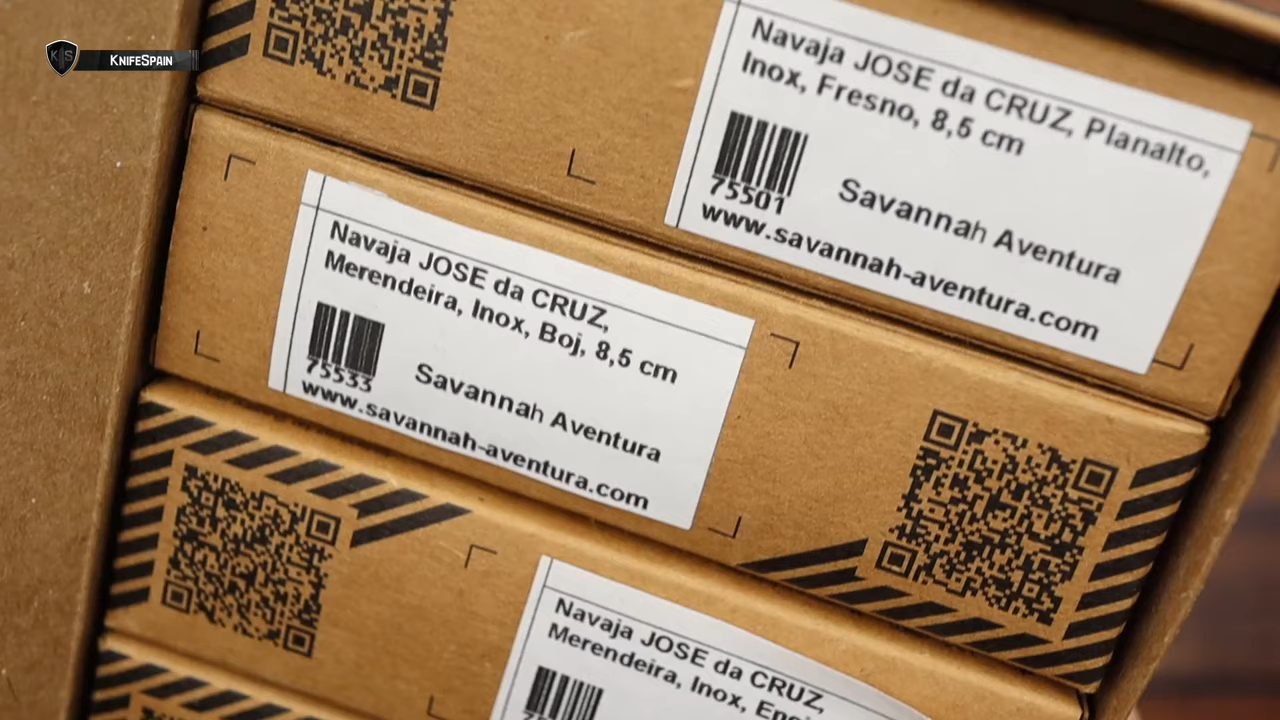 KS
KNIFESPAIN
Navaja JOSE da CRUZ, Planalto,
Inox, Fresno, 8,5 cm
75501
Savannah Aventura
www.savannah-aventura.com
Navaja JOSE da CRUZ,
Merendeira, Inox, Boj, 8,5 cm
75533
Savannah Aventura
www.savannah-aventura.com
Navaja JOSE da CRUZ,
Merendeira, Inox,